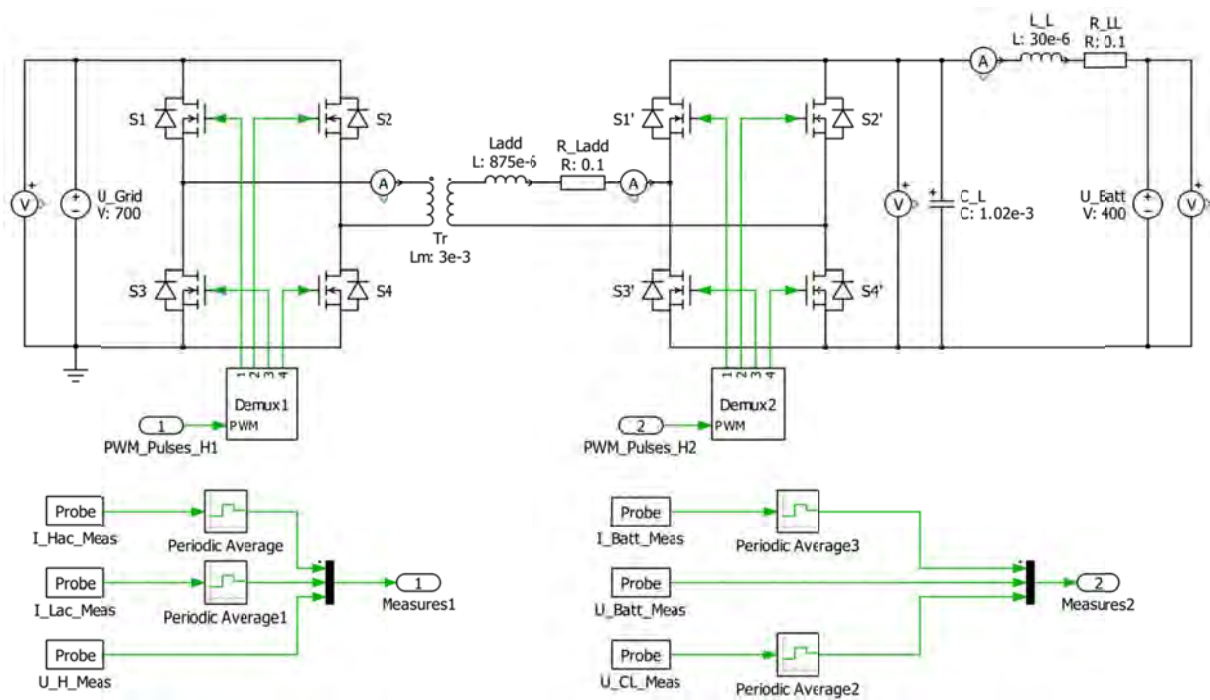 L_L
L: 30e-6
R_LL
R: 0.1
A
S1
S2
S1'
S2'
Ladd
L: 875e-6
R_Ladd
R: 0.1
A
A
V
U_Grid
V: 700
V
C_L
C: 1.02e-3
U_Batt
V: 400
V
Tr
Lm: 3e-3
S3
S4
S3'
S4'
1 2 3 4
Demux1
PWM
1
PWM_Pulses_H1
1 2 3 4
Demux2
PWM
2
PWM_Pulses_H2
Probe
I_Hac_Meas
Periodic Average
Probe
I_Lac_Meas
Periodic Average1
1
Measures1
Probe
U_H_Meas
Probe
I_Batt_Meas
Periodic Average3
Probe
U_Batt_Meas
2
Measures2
Probe
U_CL_Meas
Periodic Average2